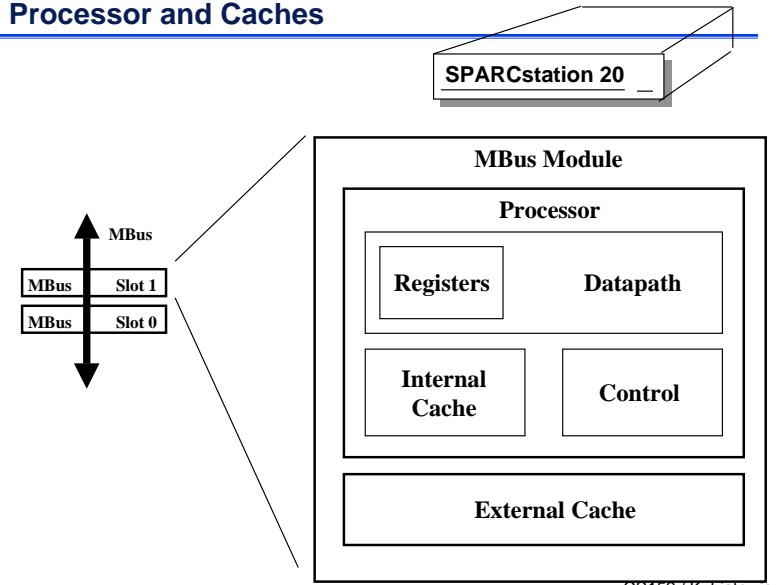 Processor and Caches
SPARCstation 20
MBus Module
Processor
MBus
Registers
Datapath
MBus Slot 1
MBus Slot 0
Internal
Cache
Control
External Cache